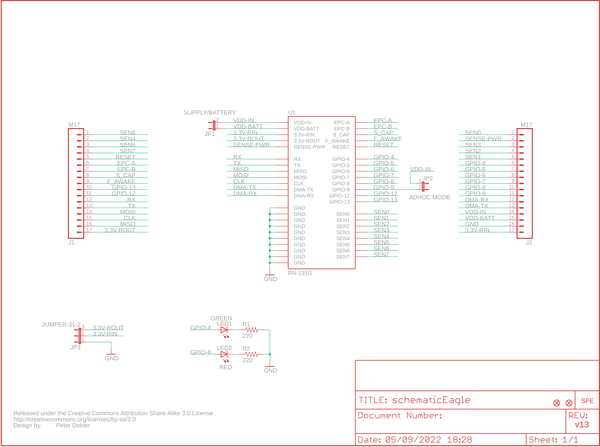 SUPPLY/BATTERY
JP1
VDD-IN
VDD-BATT
3.3V-RIN
3.3V-ROUT
SENSE-PWR
RX
TX
MISO
MOSI
CLK
DMA-TX
DMA-RX
U1
VDD-IN EPC-A
VDD-BATT EPC-B
3.3V-RIN S_CAP
3.3V-ROUT F_AWAKE
SENSE-PWR RESET
RX GPIO-4
TX GPIO-5
MISO GPIO-6
MOSI GPIO-7
CLK GPIO-8
DMA-TX GPIO-9
DMA-RX GPIO-12
GPIO-13
GND
GND SEN0
GND SEN1
GND SEN2
GND SEN3
GND SEN4
GND SEN5
GND SEN6
GND SEN7
GND
RN-131G
GND
EPC-A
EPC-B
S_CAP
F_AWAKE
RESET
GPIO-4
GPIO-5
GPIO-6
GPIO-7
GPIO-8
GPIO-9
GPIO-12
GPIO-13
SEN0
SEN1
SEN2
SEN3
SEN4
SEN5
SEN6
SEN7
VDD-IN
JP2
ADHOC MODE
M17
SEN6 1
SEN4 2
SEN5 3
SEN7 4
RESET 5
EPC-A 6
EPC-B 7
S_CAP 8
F_AWAKE 9
GPIO-13 10
GPIO-12 11
RX 12
TX 13
MOSI 14
CLK 15
MISO 16
3.3V-ROUT 17
J1
M17
SEN0 1
SENSE-PWR 2
SEN3 3
SEN2 4
SEN1 5
GPIO-4 6
GPIO-5 7
GPIO-6 8
GPIO-7 9
GPIO-8 10
GPIO-9 11
DMA-RX 12
DMA-TX 13
VDD-IN 14
VDD-BATT 15
GND 16
3.3V-RIN 17
J2
JUMPER-31-2
3.3V-ROUT
3.3V-RIN
JP3
GND
GREEN
GPIO-4 LED1 R1
220
GPIO-6 LED2 R2
220
RED
GND
Released under the Creative Commons Attribution Share-Alike 3.0 License
http://creativecommons.org/licenses/by-sa/3.0
Design by: Peter Dokter
TITLE: schematicEagle
SFE
Document Number:
REV:
v13
Date: 05/09/2022 18:28
Sheet: 1/1